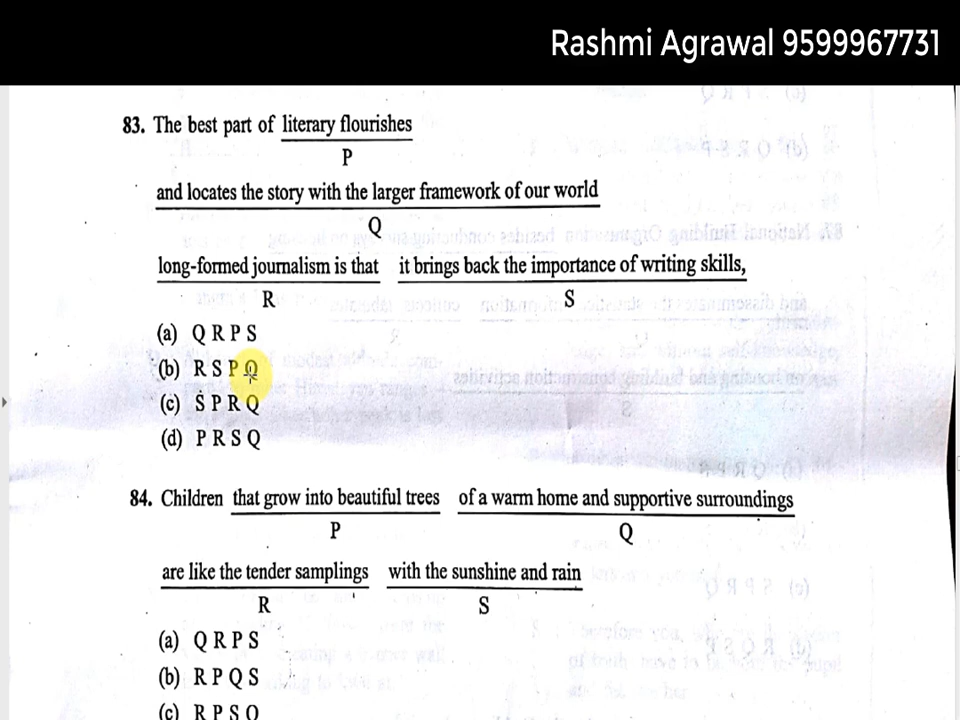 Rashmi Agrawal 9599967731
83. The best part of literary flourishes
P
and locates the story with the larger framework of our world
Q
long-formed journalism is that it brings back the importance of writing skills,
R S
(a) Q R P S
(b) R S P Q
(c) S P R Q
(d) P R S Q
84. Children that grow into beautiful trees of a warm home and supportive surroundings
P Q
are like the tender samplings with the sunshine and rain
R S
(a) Q R P S
(b) R P Q S
(c) R P S Q